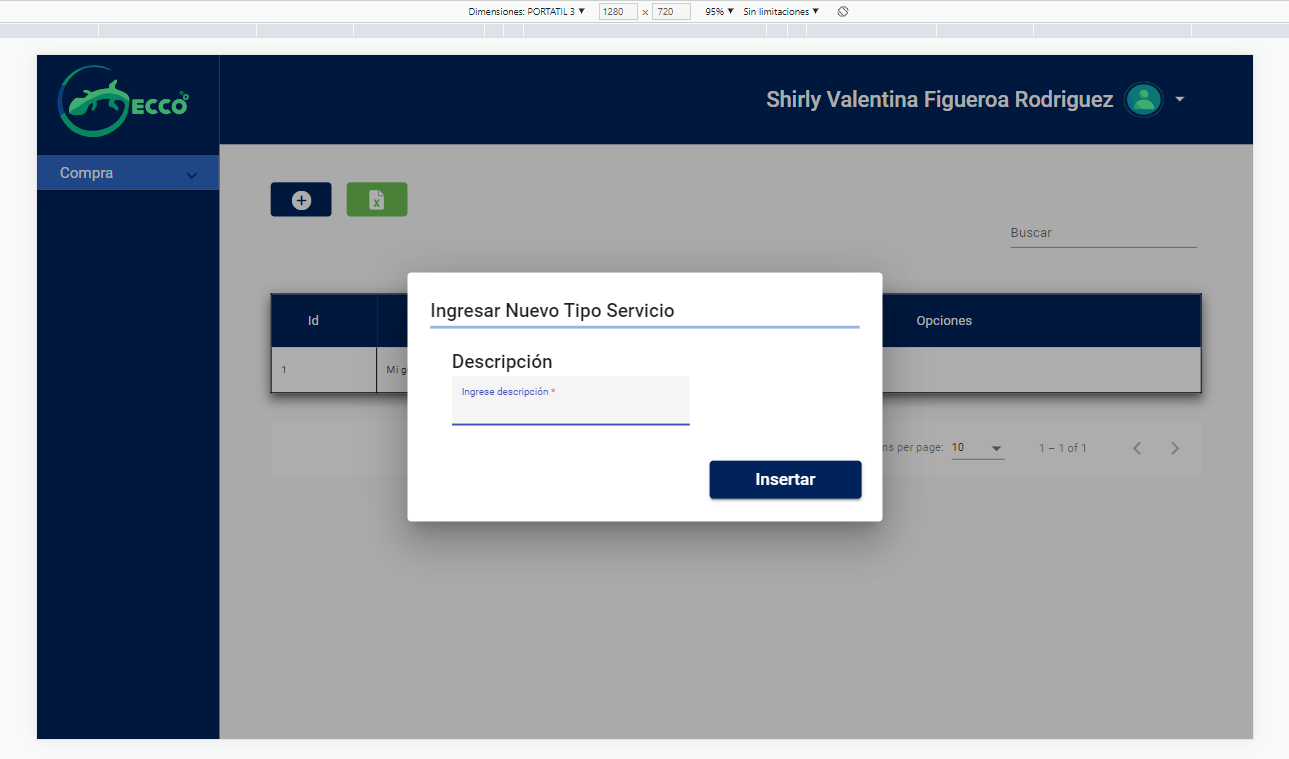 Dimensiones: PORTATIL 3 ▼ 1280 x 720 95% ▼ Sin limitaciones ▼
ECCO
Shirly Valentina Figueroa Rodriguez
Compra
Buscar
Id
Opciones
1
Mi
Ingresar Nuevo Tipo Servicio
Descripción
Ingrese descripción *
per page: 10
1 – 1 of 1
Insertar